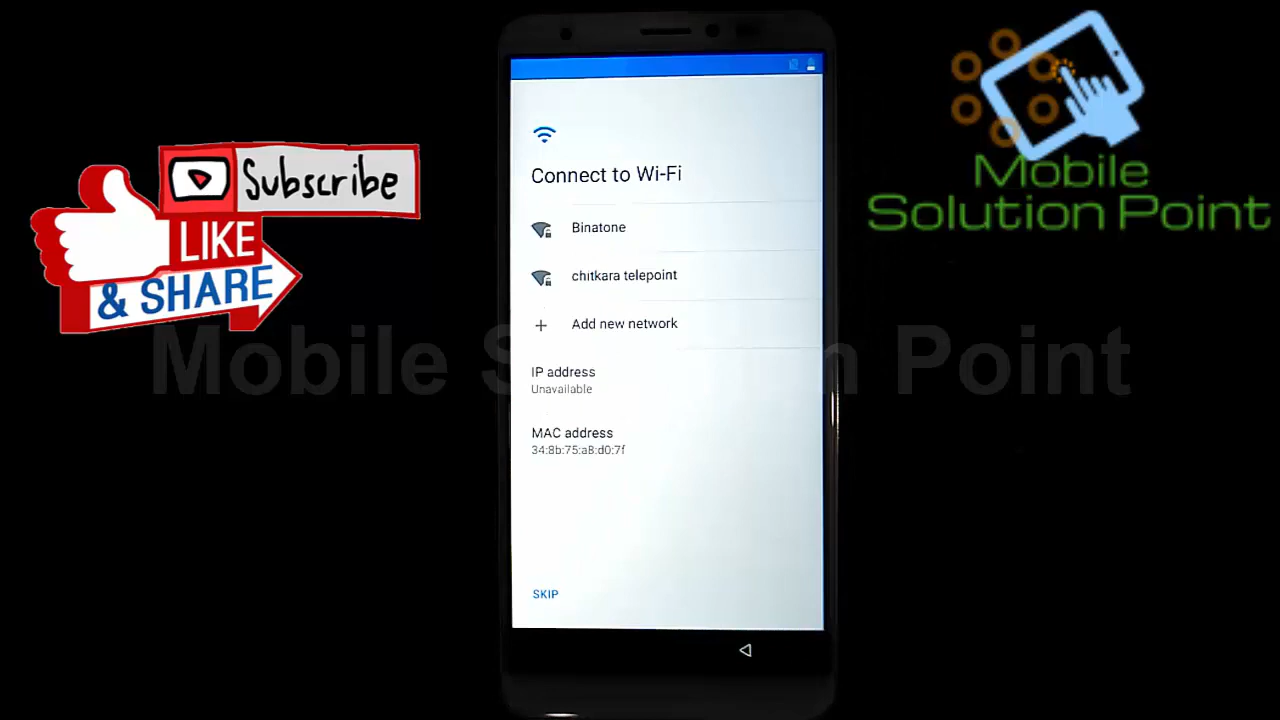 Subscribe
LIKE
& SHARE
Mobile
Solution Point
Connect to Wi-Fi
Binatone
chitkara telepoint
Add new network
IP address
Unavailable
MAC address
34:8b:75:a8:d0:7f
SKIP
Mobile Solution Point